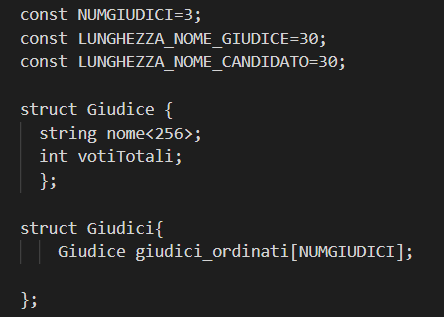 const NUMGIUDICI=3;
const LUNGHEZZA_NOME_GIUDICE=30;
const LUNGHEZZA_NOME_CANDIDATO=30;
struct Giudice {
string nome<256>;
int votiTotali;
};
struct Giudici{
Giudice giudici_ordinati[NUMGIUDICI];
};